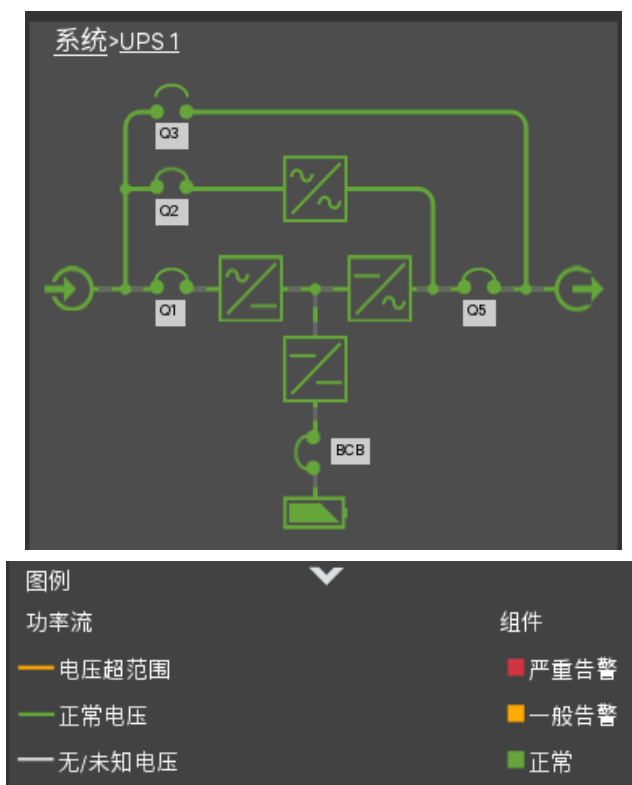 系统>UPS 1
Q3
Q2
Q1
Q5
BCB
图例
功率流 组件
电压超范围 严重告警
正常电压 一般告警
无/未知电压 正常